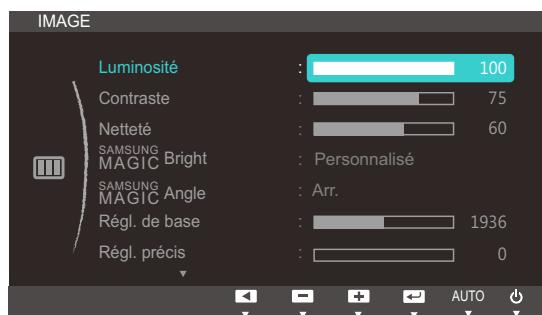 IMAGE
Luminosité : 100
Contraste : 75
Netteté : 60
SAMSUNG MAGIC Bright : Personnalisé
SAMSUNG MAGIC Angle : Arr.
Régl. de base : 1936
Régl. précis : 0
AUTO